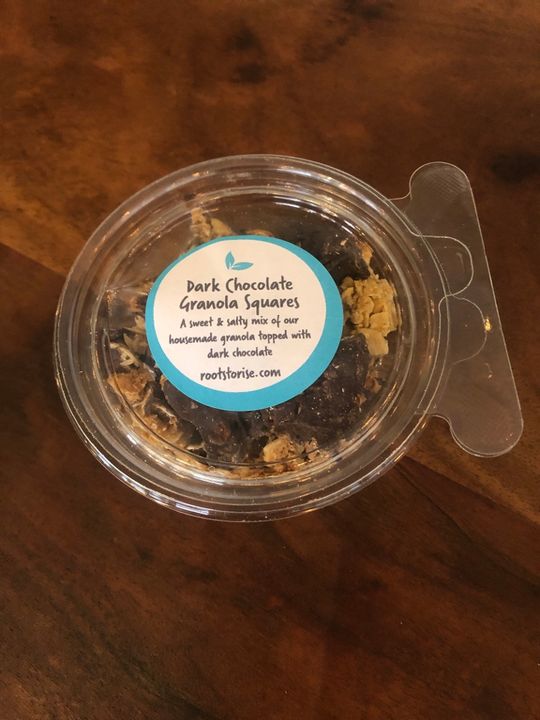 Dark Chocolate
Granola Squares
A sweet & salty mix of our
housemade granola topped with
dark chocolate
rootstorise.com